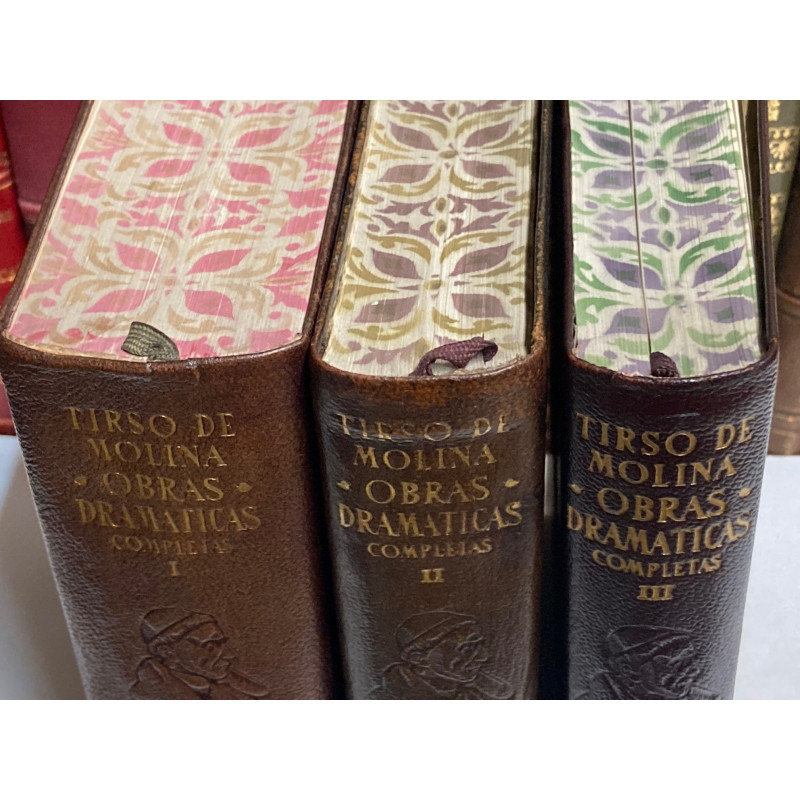 TIRSO DE
MOLINA
OBRAS
DRAMATICAS
COMPLETAS
I
TIRSO DE
MOLINA
OBRAS
DRAMATICAS
COMPLETAS
II
TIRSO DE
MOLINA
OBRAS
DRAMATICAS
COMPLETAS
III